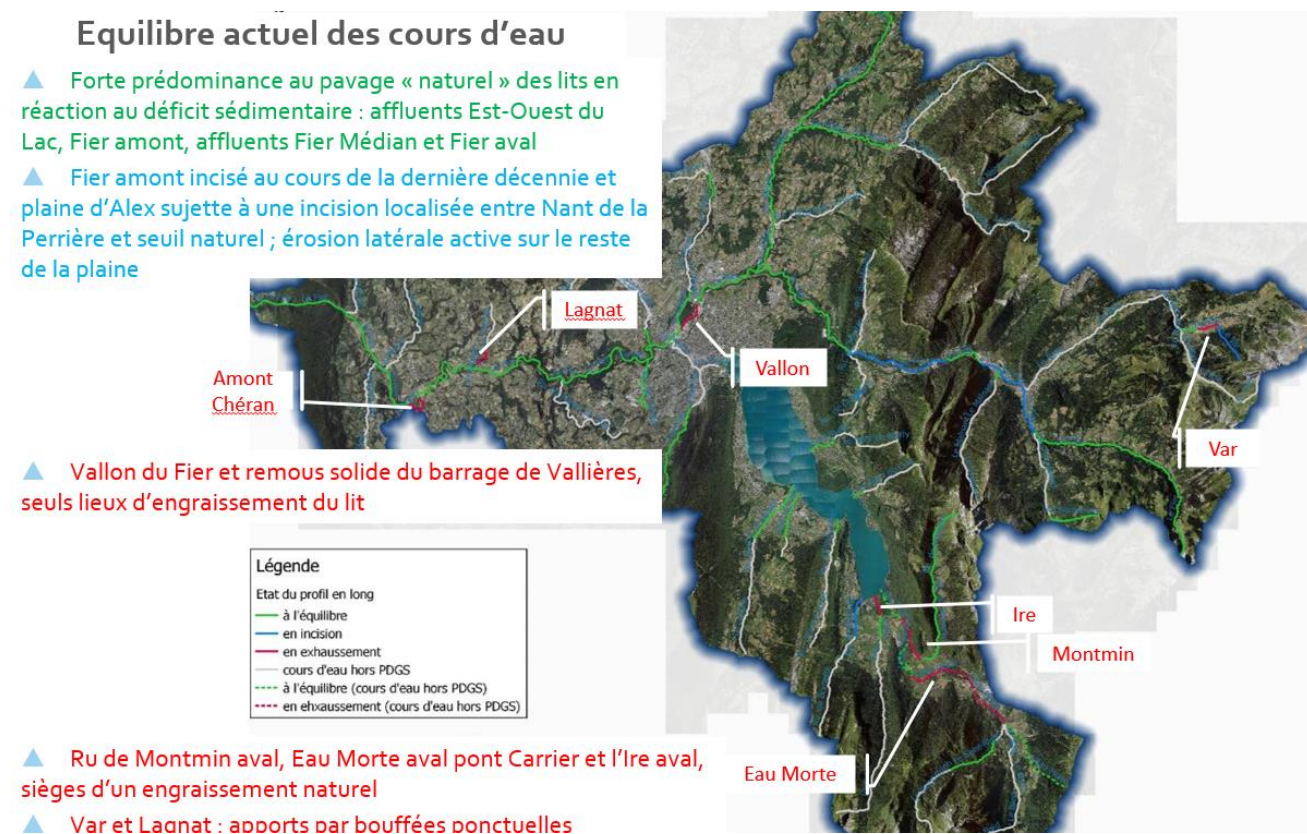 Equilibre actuel des cours d'eau
Forte prédominance au pavage « naturel » des lits en
réaction au déficit sédimentaire : affluents Est-Ouest du
Lac, Fier amont, affluents Fier Médian et Fier aval
Fier amont incisé au cours de la dernière décennie et
plaine d'Alex sujette à une incision localisée entre Nant de la
Perrière et seuil naturel ; érosion latérale active sur le reste
de la plaine
Lagnat
Vallon
Amont
Chéran
Var
Vallon du Fier et remous solide du barrage de Vallières,
seuls lieux d'engraissement du lit
Légende
Etat du profil en long
à l'équilibre
en incision
en exhaussement
cours d'eau hors PDGS
à l'équilibre (cours d'eau hors PDGS)
en ehxaussement (cours d'eau hors PDGS)
Ire
Montmin
Eau Morte
Ru de Montmin aval, Eau Morte aval pont Carrier et l'Ire aval,
sièges d'un engraissement naturel
Var et Lagnat : apports par bouffées ponctuelles